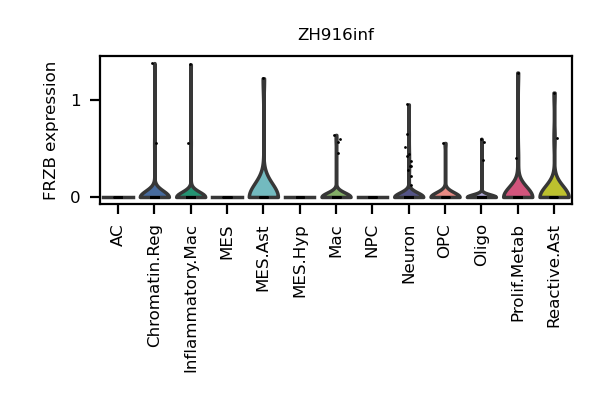 ZH916inf
FRZB expression
1
0
AC
Chromatin.Reg
Inflammatory.Mac
MES
MES.Ast
MES.Hyp
Mac
NPC
Neuron
OPC
Oligo
Prolif.Metab
Reactive.Ast